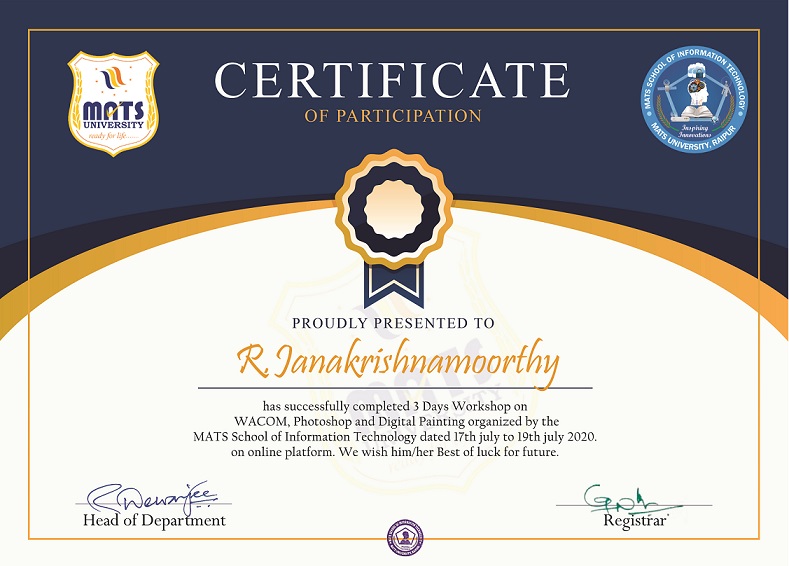 MATS
UNIVERSITY
ready for life......
CERTIFICATE
OF PARTICIPATION
MATS SCHOOL OF INFORMATION TECHNOLOGY
Inspiring
Innovations
MATS UNIVERSITY, RAIPUR
PROUDLY PRESENTED TO
R. Janakrishnamoorthy
has successfully completed 3 Days Workshop on
WACOM, Photoshop and Digital Painting organized by the
MATS School of Information Technology dated 17th july to 19th july 2020.
on online platform. We wish him/her Best of luck for future.
Head of Department
Registrar